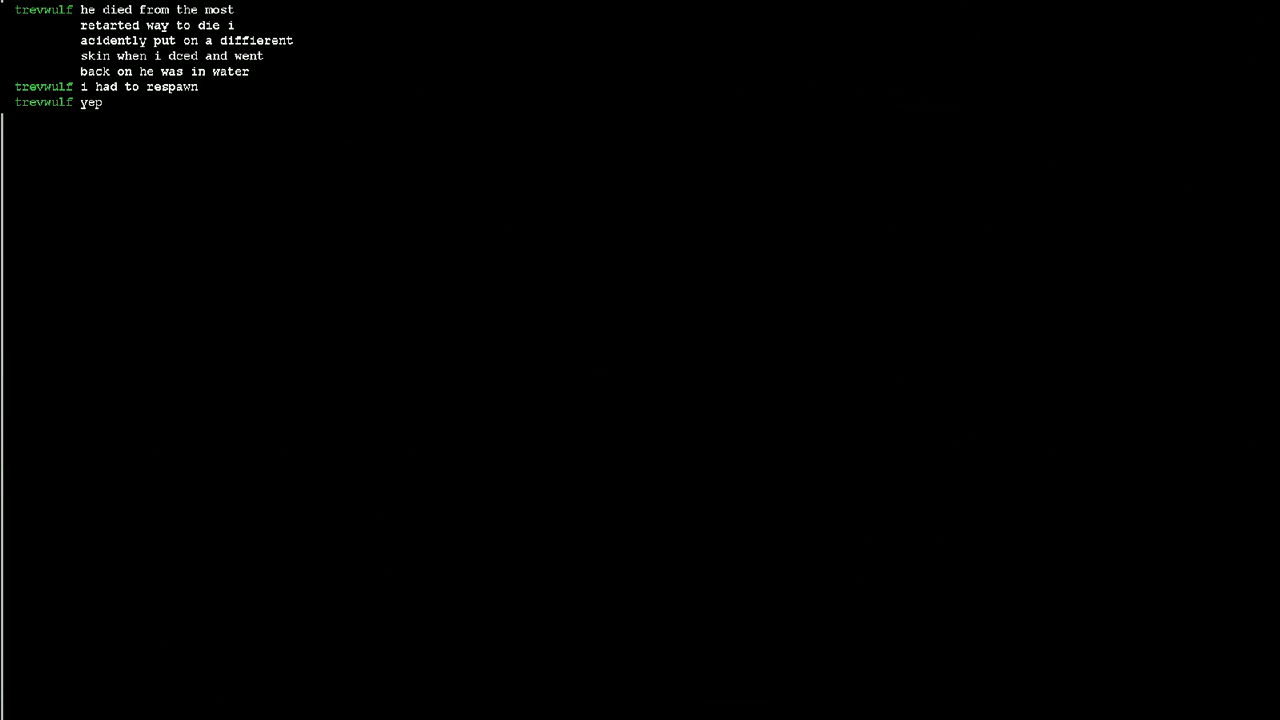 trevwulf he died from the most
retarted way to die i
acidently put on a diffierent
skin when i dced and went
back on he was in water
trevwulf i had to respawn
trevwulf yep